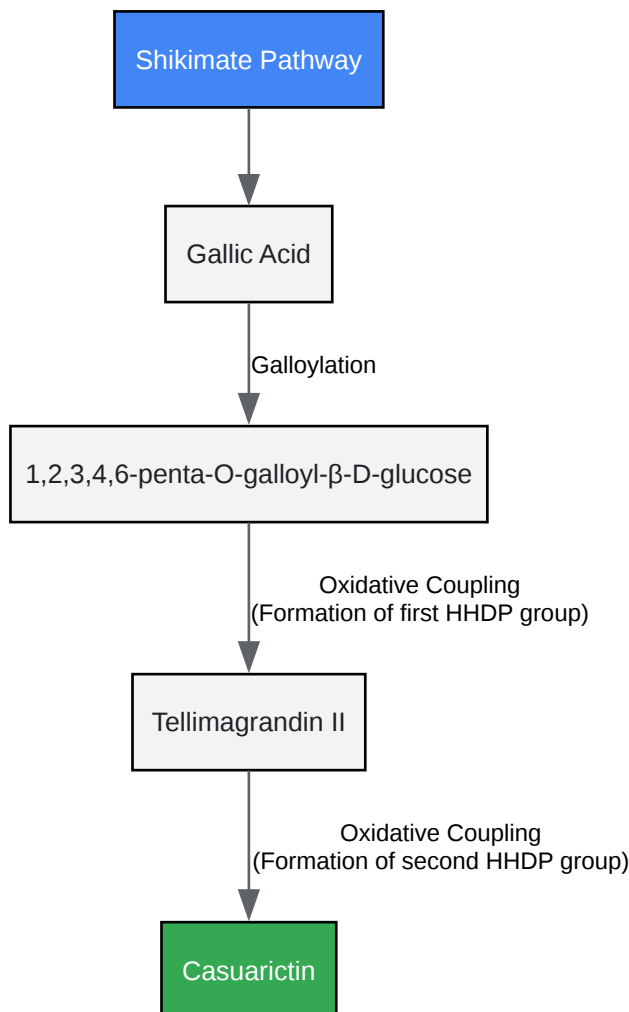 Shikimate Pathway
Gallic Acid
Galloylation
1,2,3,4,6-penta-O-galloyl-β-D-glucose
Oxidative Coupling
(Formation of first HHDP group)
Tellimagrandin II
Oxidative Coupling
(Formation of second HHDP group)
Casuarictin